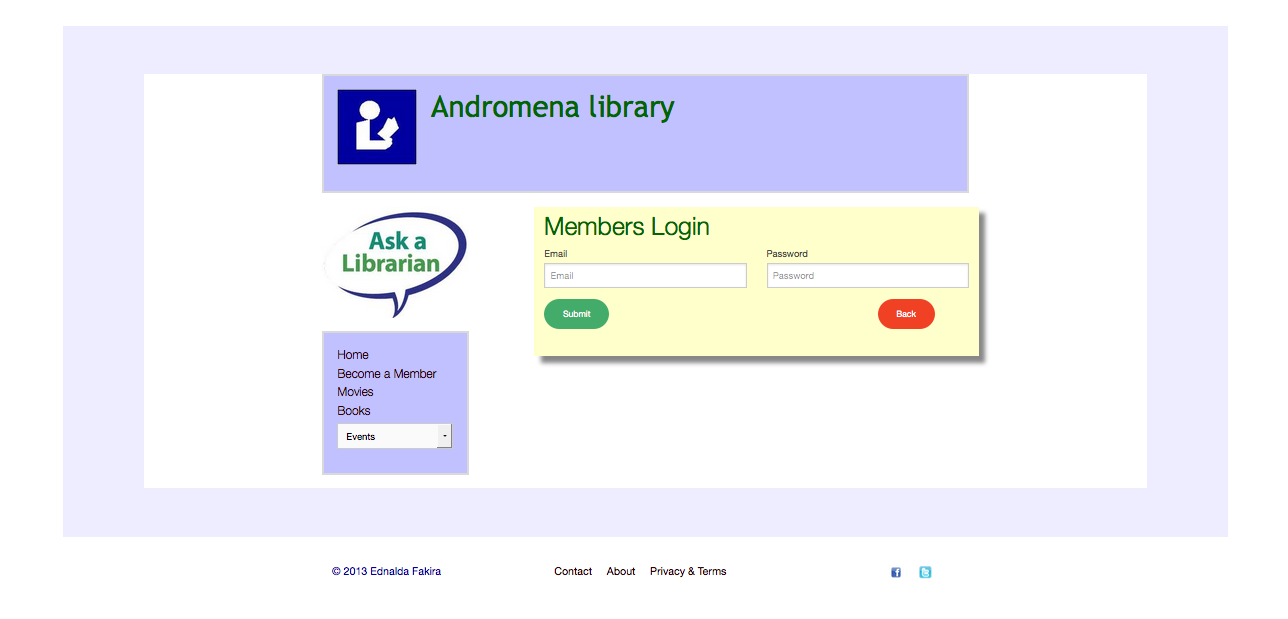 Andromena library
Ask a
Librarian
Members Login
Email
Password
Email
Password
Submit
Back
Home
Become a Member
Movies
Books
Events
© 2013 Ednalda Fakira
Contact
About
Privacy & Terms